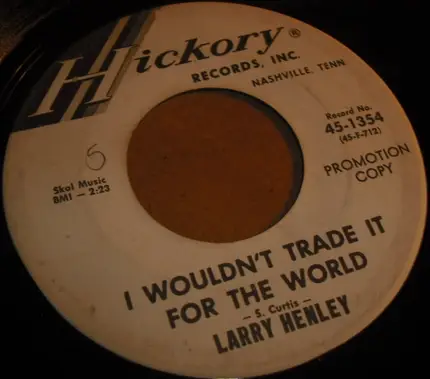 Hickory®
RECORDS, INC.
NASHVILLE, TENN
Record No.
45-1354
(45-F-712)
PROMOTION
COPY
5
Skol Music
BMI - 2:23
I WOULDN'T TRADE IT
FOR THE WORLD
- S. Curtis -
LARRY HENLEY